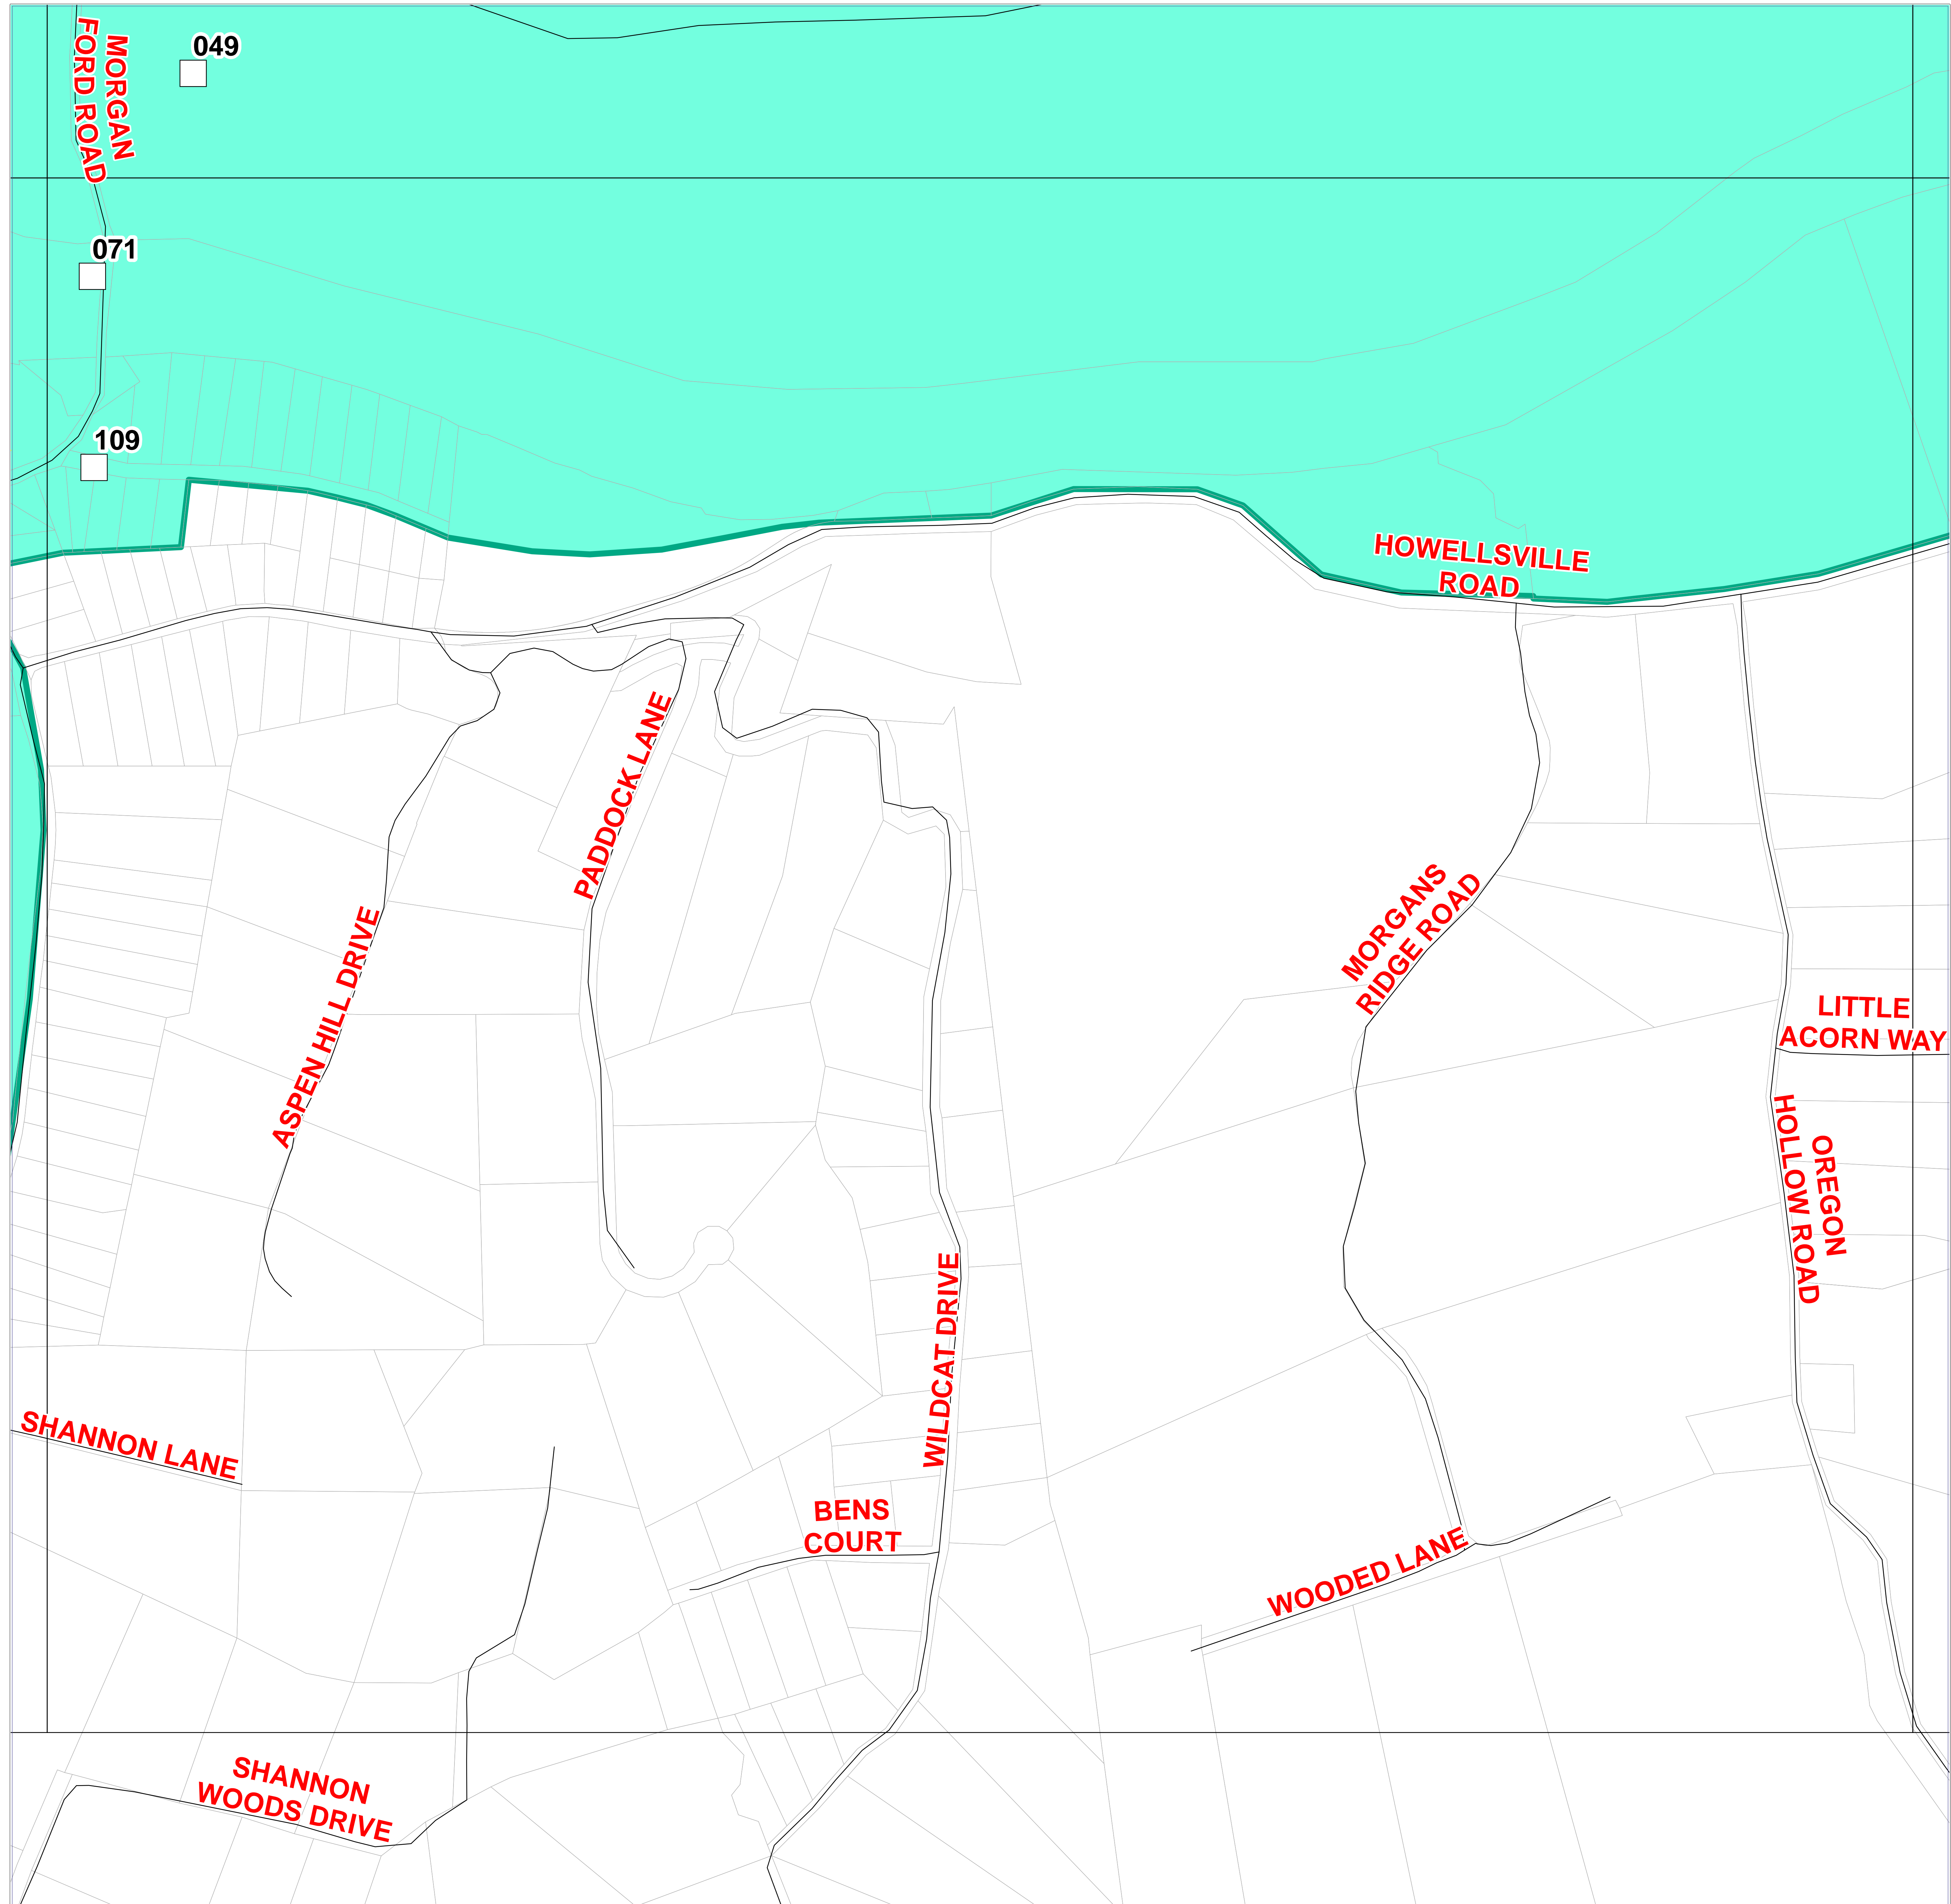 049
MORGAN
FORD ROAD
071
109
HOWELLSVILLE
ROAD
PADDOCK LANE
MORGANS
RIDGE ROAD
ASPEN HILL DRIVE
LITTLE
ACORN WAY
OREGON
HOLLOW ROAD
WILDCAT DRIVE
SHANNON LANE
BENS
COURT
WOODED LANE
SHANNON
WOODS DRIVE